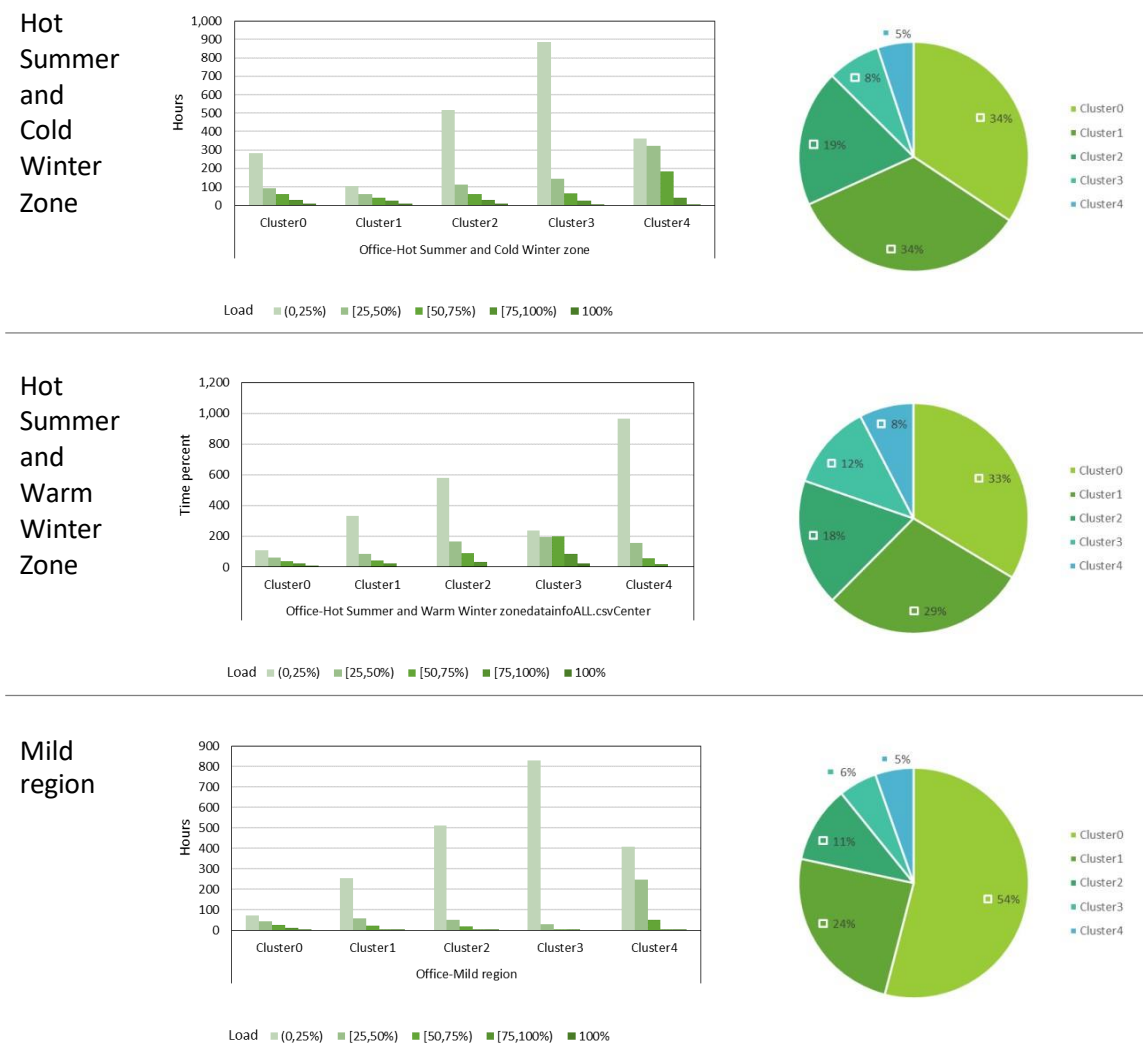 Hot
Summer
and
Cold
Winter
Zone
1,000
900
800
700
600
500
400
300
200
100
0
Hours
Cluster0 Cluster1 Cluster2 Cluster3 Cluster4
Office-Hot Summer and Cold Winter zone
Load (0,25%) [25,50%) [50,75%) [75,100%) 100%
5%
8%
34%
19%
34%
Cluster0
Cluster1
Cluster2
Cluster3
Cluster4
Hot
Summer
and
Warm
Winter
Zone
1,200
1,000
800
600
400
200
0
Time percent
Cluster0 Cluster1 Cluster2 Cluster3 Cluster4
Office-Hot Summer and Warm Winter zonedatainfoALL.csvCenter
Load (0,25%) [25,50%) [50,75%) [75,100%) 100%
8%
12%
33%
18%
29%
Cluster0
Cluster1
Cluster2
Cluster3
Cluster4
Mild
region
900
800
700
600
500
400
300
200
100
0
Hours
Cluster0 Cluster1 Cluster2 Cluster3 Cluster4
Office-Mild region
Load (0,25%) [25,50%) [50,75%) [75,100%) 100%
5%
6%
11%
54%
24%
Cluster0
Cluster1
Cluster2
Cluster3
Cluster4